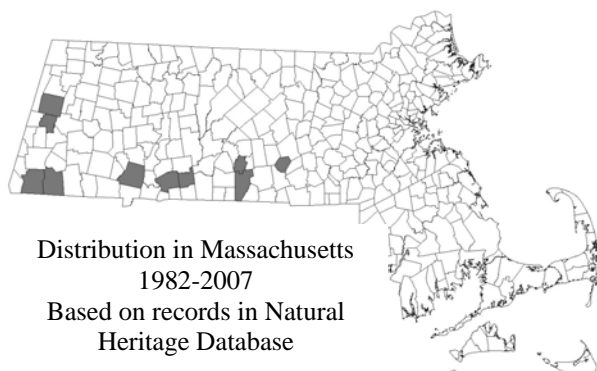 Distribution in Massachusetts
1982-2007
Based on records in Natural
Heritage Database